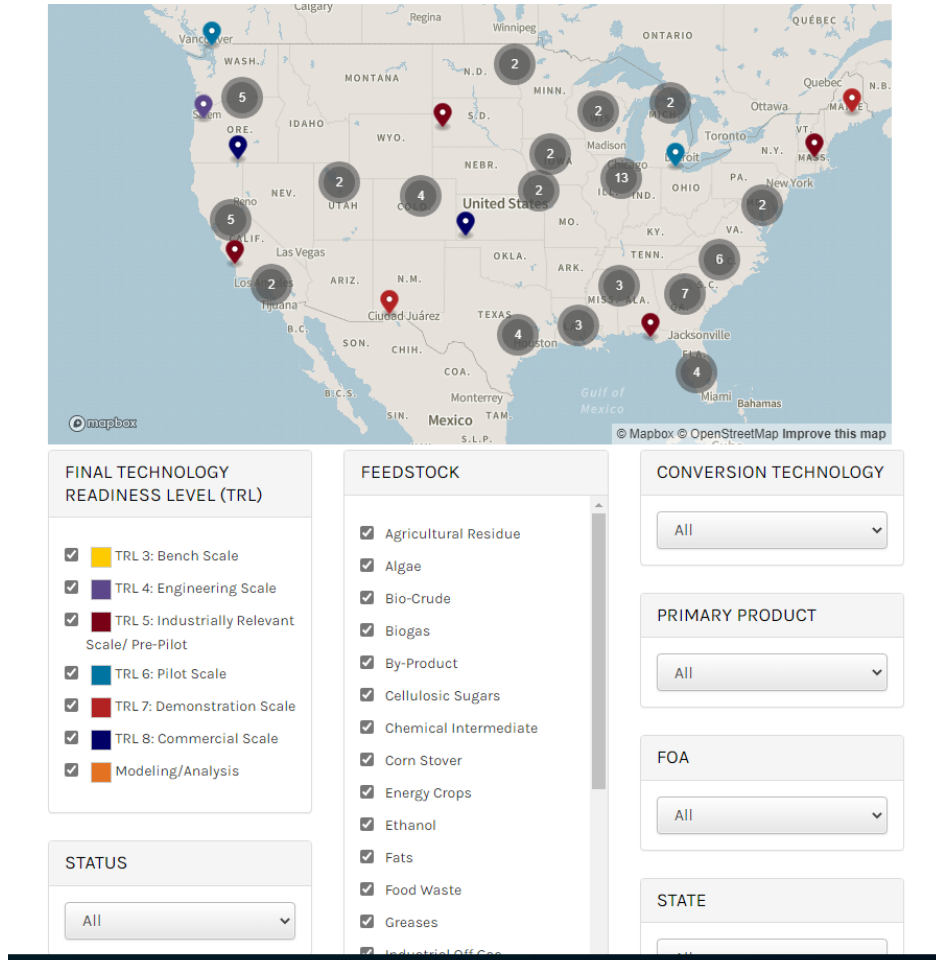 Calgary
Regina
Winnipeg
ONTARIO
QUÉBEC
Vancouver
WASH.
MONTANA
N.D.
2
MINN.
Quebec
N.B.
5
2
2
Ottawa
MAINE
Salem
ORE.
IDAHO
S.D.
Toronto
VT.
WYO.
Madison
N.Y.
MASS.
NEBR.
2
IOWA
Chicago
Detroit
2
4
2
13
ILL.
IND.
OHIO
PA.
New York
Reno
NEV.
UTAH
COLO.
United States
2
5
CALIF.
MO.
KY.
VA.
Las Vegas
OKLA.
TENN.
6
Los Angeles
2
ARIZ.
N.M.
ARK.
3
7
S.C.
Tijuana
MISS.
ALA.
GA.
Ciudad Juárez
TEXAS
3
4
Houston
Jacksonville
B.C.
SON.
CHIH.
FLA.
COA.
4
B.C.S.
Monterrey
Gulf of
Mexico
Miami
Bahamas
SIN.
Mexico
TAM.
mapbox
S.L.P.
© Mapbox © OpenStreetMap Improve this map
FINAL TECHNOLOGY
READINESS LEVEL (TRL)
TRL 3: Bench Scale
TRL 4: Engineering Scale
TRL 5: Industrially Relevant
Scale/ Pre-Pilot
TRL 6: Pilot Scale
TRL 7: Demonstration Scale
TRL 8: Commercial Scale
Modeling/Analysis
STATUS
All
FEEDSTOCK
Agricultural Residue
Algae
Bio-Crude
Biogas
By-Product
Cellulosic Sugars
Chemical Intermediate
Corn Stover
Energy Crops
Ethanol
Fats
Food Waste
Greases
Industrial Off Gas
CONVERSION TECHNOLOGY
All
PRIMARY PRODUCT
All
FOA
All
STATE
All